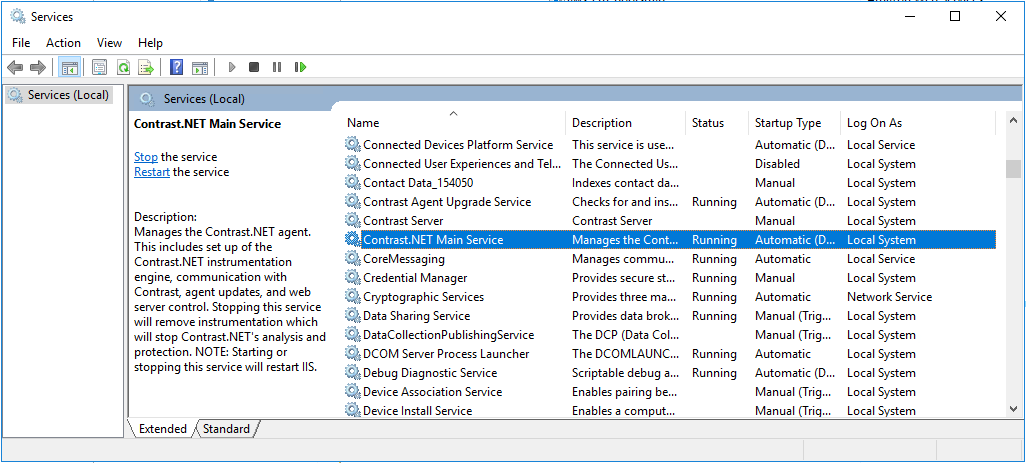 Services
File Action View Help
Services (Local)
Services (Local)
Contrast.NET Main Service
Stop the service
Restart the service
Description:
Manages the Contrast.NET agent.
This includes set up of the
Contrast.NET instrumentation
engine, communication with
Contrast, agent updates, and web
server control. Stopping this service
will remove instrumentation which
will stop Contrast.NET's analysis and
protection. NOTE: Starting or
stopping this service will restart IIS.
Name Description Status Startup Type Log On As
Connected Devices Platform Service This service is use... Automatic (D... Local Service
Connected User Experiences and Tel... The Connected Us... Disabled Local System
Contact Data_154050 Indexes contact da... Manual Local System
Contrast Agent Upgrade Service Checks for and ins... Running Automatic (D... Local System
Contrast Server Contrast Server Manual Local System
Contrast.NET Main Service Manages the Cont... Running Automatic (D... Local System
CoreMessaging Manages commu... Running Automatic Local Service
Credential Manager Provides secure st... Running Manual Local System
Cryptographic Services Provides three ma... Running Automatic Network Service
Data Sharing Service Provides data brok... Running Manual (Trig... Local System
DataCollectionPublishingService The DCP (Data Col... Manual (Trig... Local System
DCOM Server Process Launcher The DCOMLAUNC... Running Automatic Local System
Debug Diagnostic Service Scriptable debug a... Running Automatic Local System
Device Association Service Enables pairing be... Manual (Trig... Local System
Device Install Service Enables a comput... Manual (Trig... Local System
Extended Standard